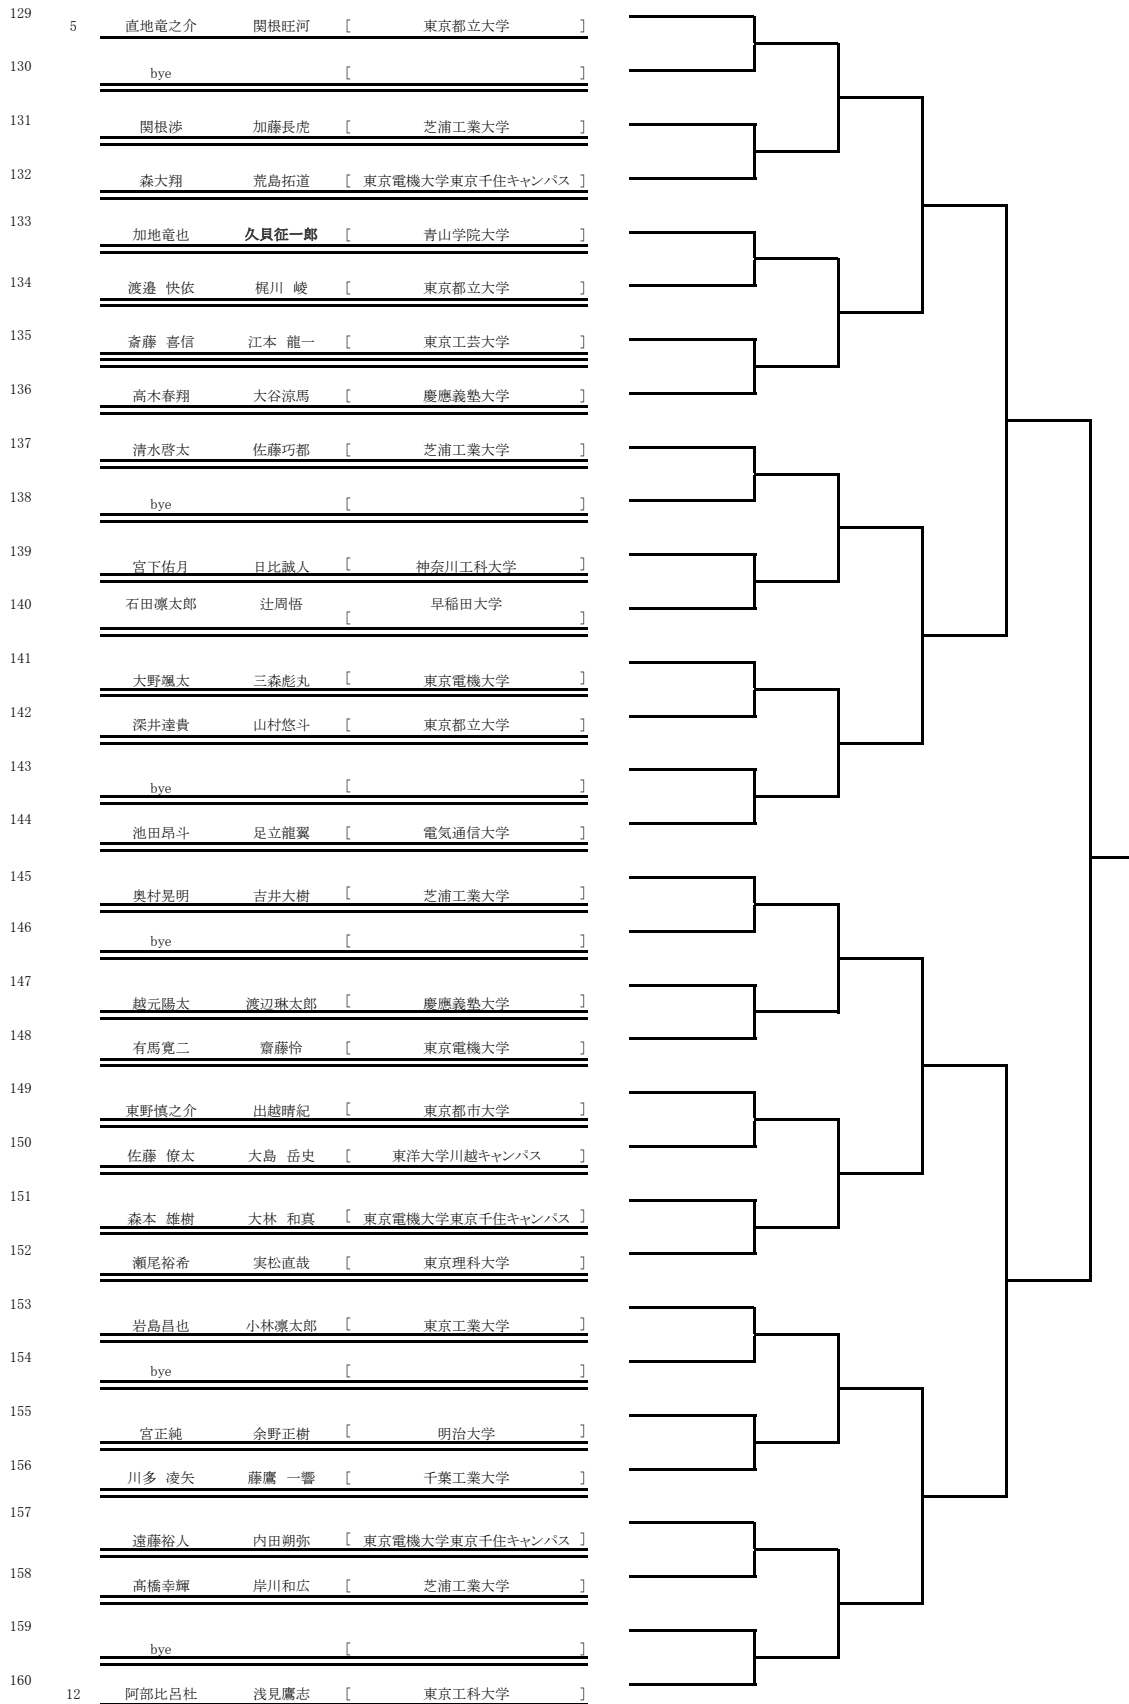 129 5 直地竜之介 関根旺河 [ 東京都立大学 ]
130 bye [ ]
131 関根渉 加藤長虎 [ 芝浦工業大学 ]
132 森大翔 荒島拓道 [ 東京電機大学東京千住キャンパス ]
133 加地竜也 久貝征一郎 [ 青山学院大学 ]
134 渡邉 快依 梶川 崚 [ 東京都立大学 ]
135 斎藤 喜信 江本 龍一 [ 東京工芸大学 ]
136 高木春翔 大谷涼馬 [ 慶應義塾大学 ]
137 清水啓太 佐藤巧都 [ 芝浦工業大学 ]
138 bye [ ]
139 宮下佑月 日比誠人 [ 神奈川工科大学 ]
140 石田凛太郎 辻周悟 [ 早稲田大学 ]
141 大野颯太 三森彪丸 [ 東京電機大学 ]
142 深井達貴 山村悠斗 [ 東京都立大学 ]
143 bye [ ]
144 池田昂斗 足立龍翼 [ 電気通信大学 ]
145 奥村晃明 吉井大樹 [ 芝浦工業大学 ]
146 bye [ ]
147 越元陽太 渡辺琳太郎 [ 慶應義塾大学 ]
148 有馬寛二 齋藤怜 [ 東京電機大学 ]
149 東野慎之介 出越晴紀 [ 東京都市大学 ]
150 佐藤 僚太 大島 岳史 [ 東洋大学川越キャンパス ]
151 森本 雄樹 大林 和真 [ 東京電機大学東京千住キャンパス ]
152 瀬尾裕希 実松直哉 [ 東京理科大学 ]
153 岩島昌也 小林凛太郎 [ 東京工業大学 ]
154 bye [ ]
155 宮正純 余野正樹 [ 明治大学 ]
156 川多 凌矢 藤鷹 一響 [ 千葉工業大学 ]
157 遠藤裕人 内田朔弥 [ 東京電機大学東京千住キャンパス ]
158 髙橋幸輝 岸川和広 [ 芝浦工業大学 ]
159 bye [ ]
160 12 阿部比呂杜 浅見鷹志 [ 東京工科大学 ]